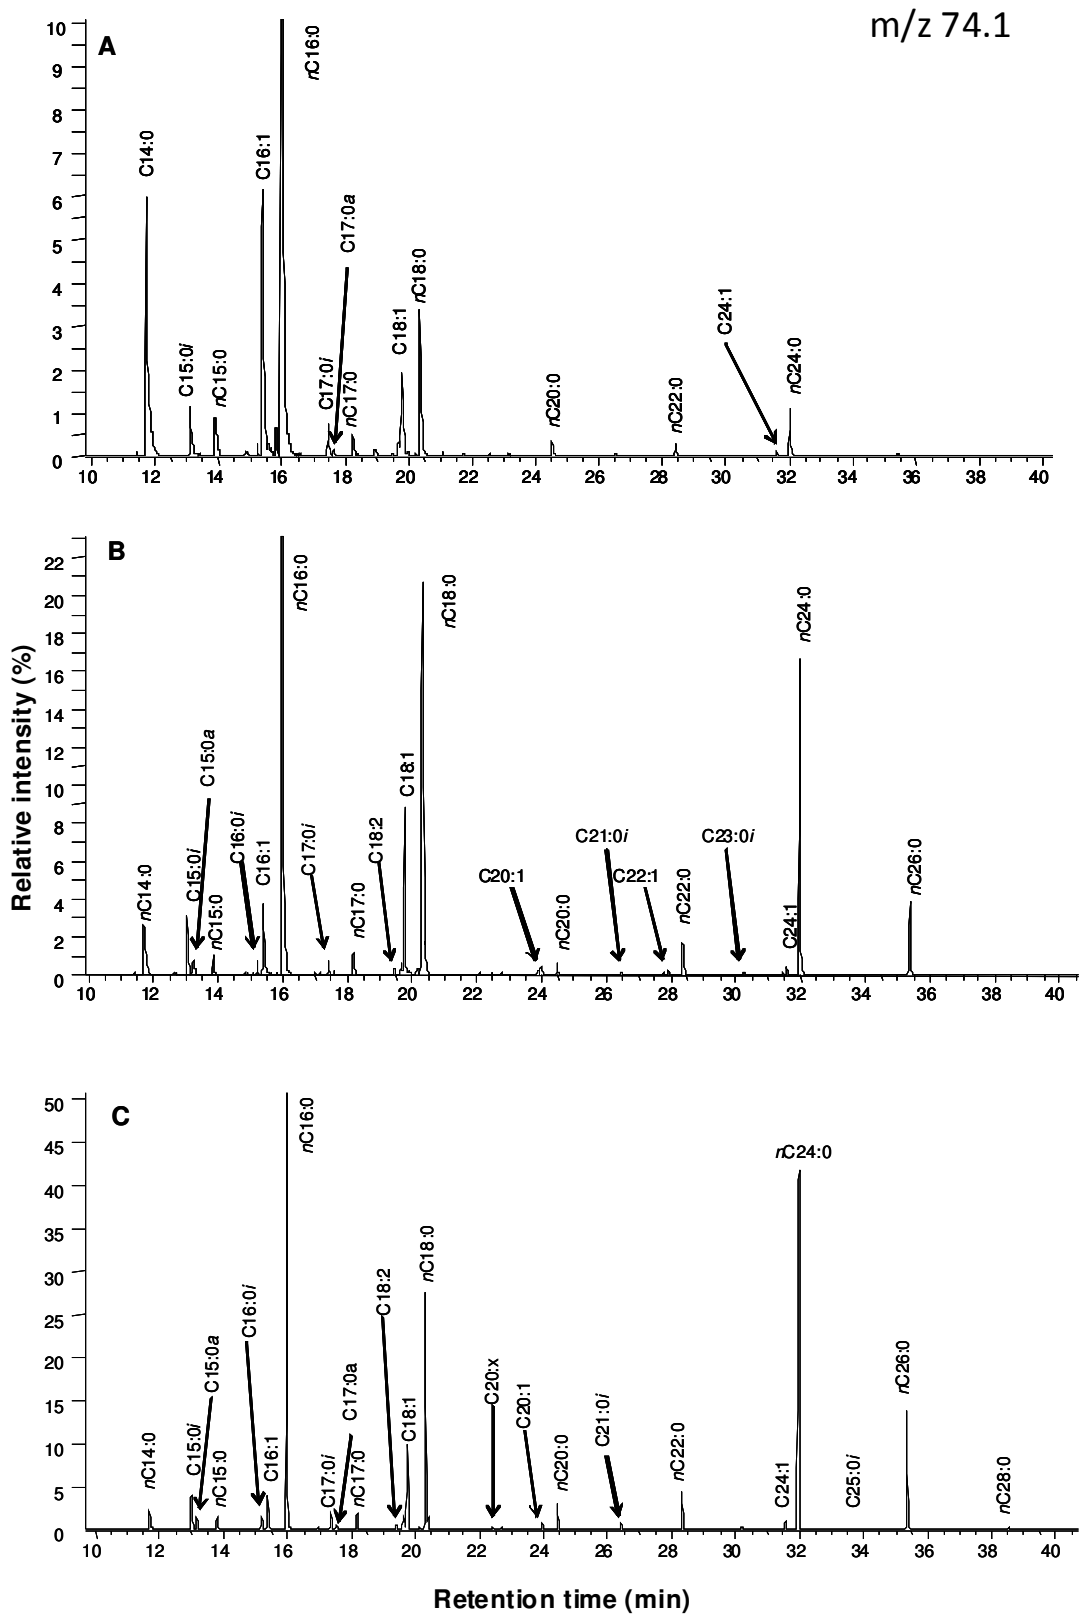 m/z 74.1
A
10
9
8
7
6
5
4
3
2
1
0
C14:0
C15:0i
nC15:0
C16:1
nC16:0
C17:0i
C17:0a
nC17:0
C18:1
nC18:0
nC20:0
nC22:0
C24:1
nC24:0
10 12 14 16 18 20 22 24 26 28 30 32 34 36 38 40
B
22
20
18
16
14
12
10
8
6
4
2
0
nC14:0
C15:0i
C15:0a
nC15:0
C16:0i
C16:1
nC16:0
C17:0i
nC17:0
C18:2
C18:1
nC18:0
C20:1
nC20:0
C21:0i
C22:1
nC22:0
C23:0i
C24:1
nC24:0
nC26:0
10 12 14 16 18 20 22 24 26 28 30 32 34 36 38 40
Relative intensity (%)
C
50
45
40
35
30
25
20
15
10
5
0
nC14:0
C15:0i
C15:0a
nC15:0
C16:0i
C16:1
nC16:0
C17:0i
C17:0a
nC17:0
C18:2
C18:1
nC18:0
C20:x
C20:1
nC20:0
C21:0i
nC22:0
C24:1
nC24:0
C25:0i
nC26:0
nC28:0
10 12 14 16 18 20 22 24 26 28 30 32 34 36 38 40
Retention time (min)